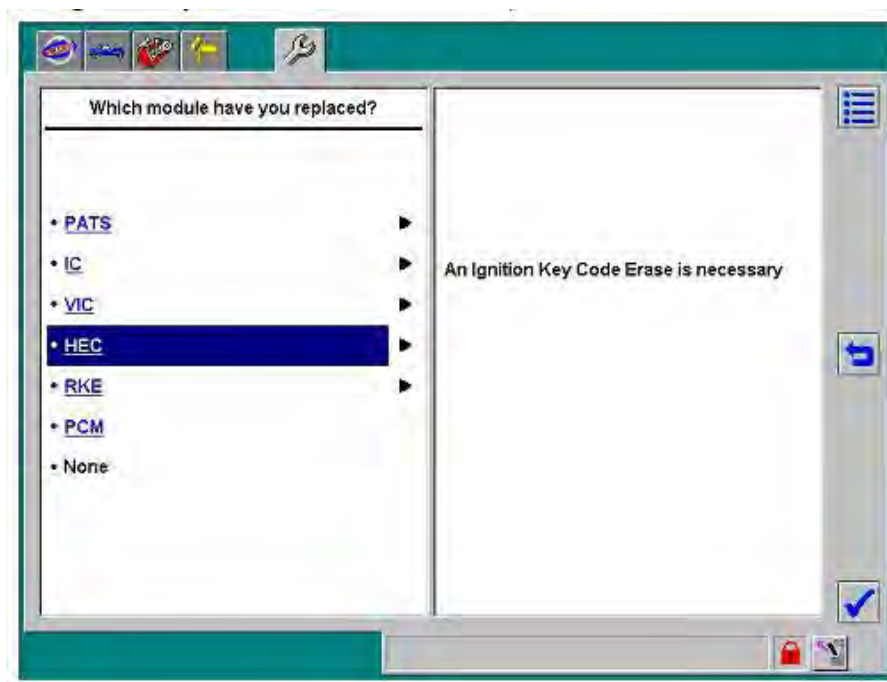 Which module have you replaced?
• PATS
• IC
• VIC
• HEC
• RKE
• PCM
• None
An Ignition Key Code Erase is necessary